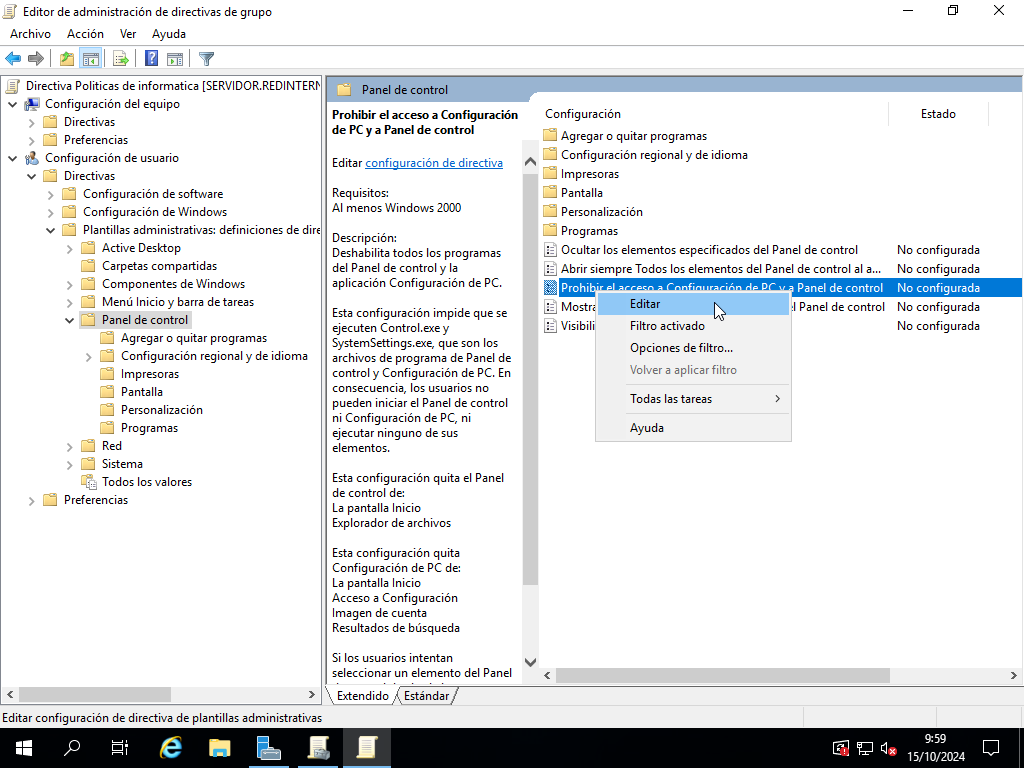 Editor de administración de directivas de grupo
Archivo Acción Ver Ayuda
Directiva Politicas de informatica [SERVIDOR.REDINTERN
Configuración del equipo
Directivas
Preferencias
Configuración de usuario
Directivas
Configuración de software
Configuración de Windows
Plantillas administrativas: definiciones de dire
Active Desktop
Carpetas compartidas
Componentes de Windows
Menú Inicio y barra de tareas
Panel de control
Agregar o quitar programas
Configuración regional y de idioma
Impresoras
Pantalla
Personalización
Programas
Red
Sistema
Todos los valores
Preferencias
Panel de control
Prohibir el acceso a Configuración
de PC y a Panel de control
Editar configuración de directiva
Requisitos:
Al menos Windows 2000
Descripción:
Deshabilita todos los programas
del Panel de control y la
aplicación Configuración de PC.
Esta configuración impide que se
ejecuten Control.exe y
SystemSettings.exe, que son los
archivos de programa de Panel de
control y Configuración de PC. En
consecuencia, los usuarios no
pueden iniciar el Panel de control
ni Configuración de PC, ni
ejecutar ninguno de sus
elementos.
Esta configuración quita el Panel
de control de:
La pantalla Inicio
Explorador de archivos
Esta configuración quita
Configuración de PC de:
La pantalla Inicio
Acceso a Configuración
Imagen de cuenta
Resultados de búsqueda
Si los usuarios intentan
seleccionar un elemento del Panel
Configuración Estado
Agregar o quitar programas
Configuración regional y de idioma
Impresoras
Pantalla
Personalización
Programas
Ocultar los elementos especificados del Panel de control No configurada
Abrir siempre Todos los elementos del Panel de control al a... No configurada
Prohibir el acceso a Configuración de PC y a Panel de control No configurada
Mostra l Panel de control No configurada
Visibili No configurada
Editar
Filtro activado
Opciones de filtro...
Volver a aplicar filtro
Todas las tareas
Ayuda
Extendido Estándar
Editar configuración de directiva de plantillas administrativas
9:59
15/10/2024